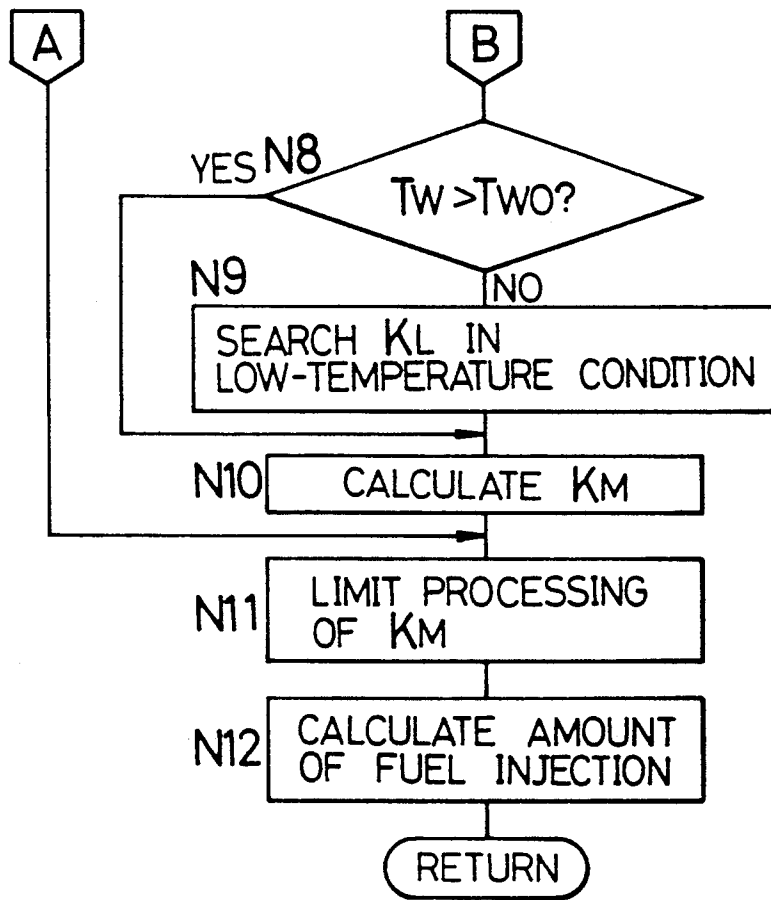 A
B
YES N8
TW>TWO?
N9
NO
SEARCH KL IN
LOW-TEMPERATURE CONDITION
N10
CALCULATE KM
N11
LIMIT PROCESSING
OF KM
N12
CALCULATE AMOUNT
OF FUEL INJECTION
RETURN